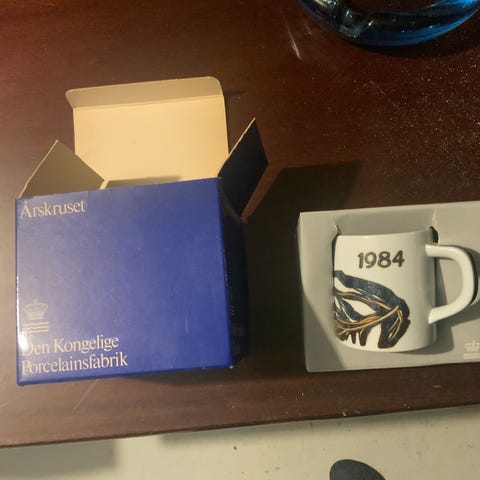 Årskruset
Den Kongelige
Porcelainsfabrik
1984